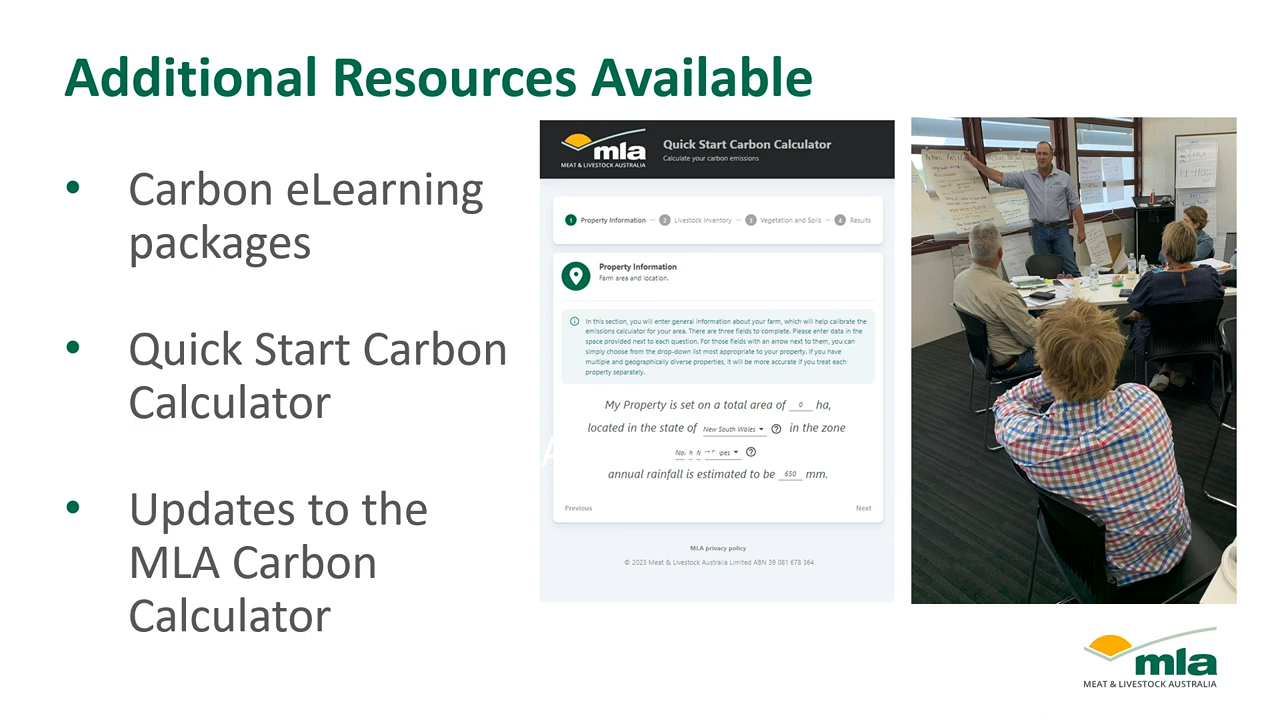 Additional Resources Available
• Carbon eLearning
packages
• Quick Start Carbon
Calculator
• Updates to the
MLA Carbon
Calculator
mla
MEAT & LIVESTOCK AUSTRALIA
Quick Start Carbon Calculator
Calculate your carbon emissions
1 Property Information 2 Livestock Inventory 3 Vegetation and Soils 4 Results
Property Information
Farm area and location.
In this section, you will enter general information about your farm, which will help calibrate the
emissions calculator for your area. There are three fields to complete. Please enter data in the
space provided next to each question. For those fields with an arrow next to them, you can
simply choose from the drop-down list most appropriate to your property. If you have
multiple and geographically diverse properties, it will be more accurate if you treat each
property separately.
My Property is set on a total area of 0 ha,
located in the state of New South Wales in the zone
annual rainfall is estimated to be 650 mm.
Previous Next
MLA privacy policy
© 2023 Meat & Livestock Australia Limited ABN 39 081 678 364
mla
MEAT & LIVESTOCK AUSTRALIA